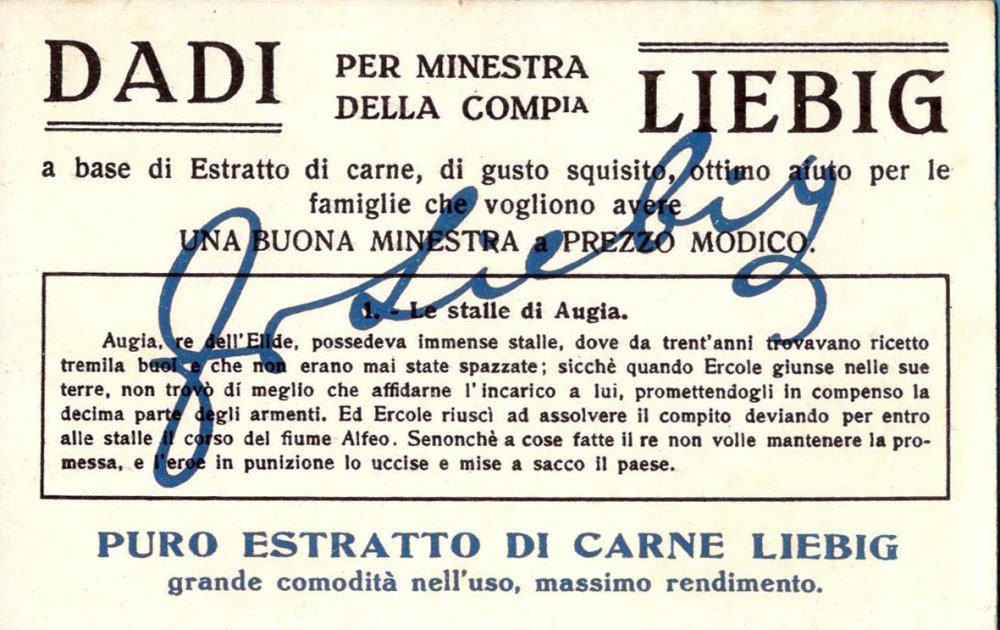 DADI PER MINESTRA DELLA COMPIA LIEBIG
a base di Estratto di carne, di gusto squisito, ottimo aiuto per le
famiglie che vogliono avere
UNA BUONA MINESTRA a PREZZO MODICO.
J v Liebig
1. - Le stalle di Augia.
Augia, re dell'Elide, possedeva immense stalle, dove da trent'anni trovavano ricetto
tremila buoi e che non erano mai state spazzate; sicchè quando Ercole giunse nelle sue
terre, non trovò di meglio che affidarne l'incarico a lui, promettendogli in compenso la
decima parte degli armenti. Ed Ercole riuscì ad assolvere il compito deviando per entro
alle stalle il corso del fiume Alfeo. Senonchè a cose fatte il re non volle mantenere la pro-
messa, e l'eroe in punizione lo uccise e mise a sacco il paese.
PURO ESTRATTO DI CARNE LIEBIG
grande comodità nell'uso, massimo rendimento.